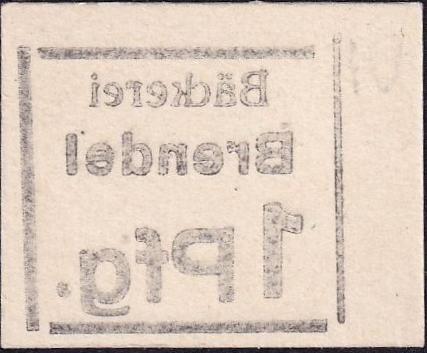 Bäckerei
Brendel
1 Pfg.